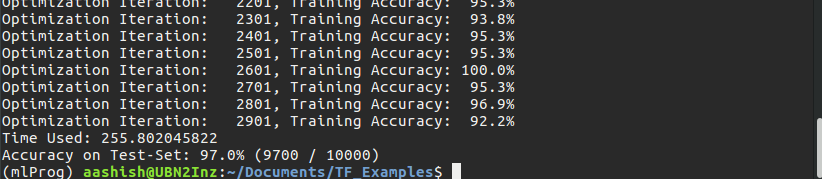 Optimization Iteration:   2201, Training Accuracy:  95.3%
Optimization Iteration:   2301, Training Accuracy:  93.8%
Optimization Iteration:   2401, Training Accuracy:  95.3%
Optimization Iteration:   2501, Training Accuracy:  95.3%
Optimization Iteration:   2601, Training Accuracy: 100.0%
Optimization Iteration:   2701, Training Accuracy:  95.3%
Optimization Iteration:   2801, Training Accuracy:  96.9%
Optimization Iteration:   2901, Training Accuracy:  92.2%
Time Used: 255.802045822
Accuracy on Test-Set: 97.0% (9700 / 10000)
(mlProg) aashish@UBN2Inz:~/Documents/TF_Examples$